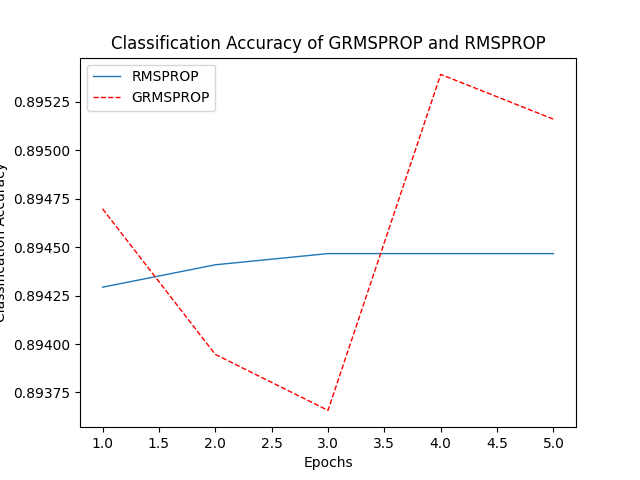 Classification Accuracy of GRMSPROP and RMSPROP
RMSPROP
GRMSPROP
0.89525
0.89500
0.89475
0.89450
0.89425
0.89400
0.89375
Classification Accuracy
1.0 1.5 2.0 2.5 3.0 3.5 4.0 4.5 5.0
Epochs